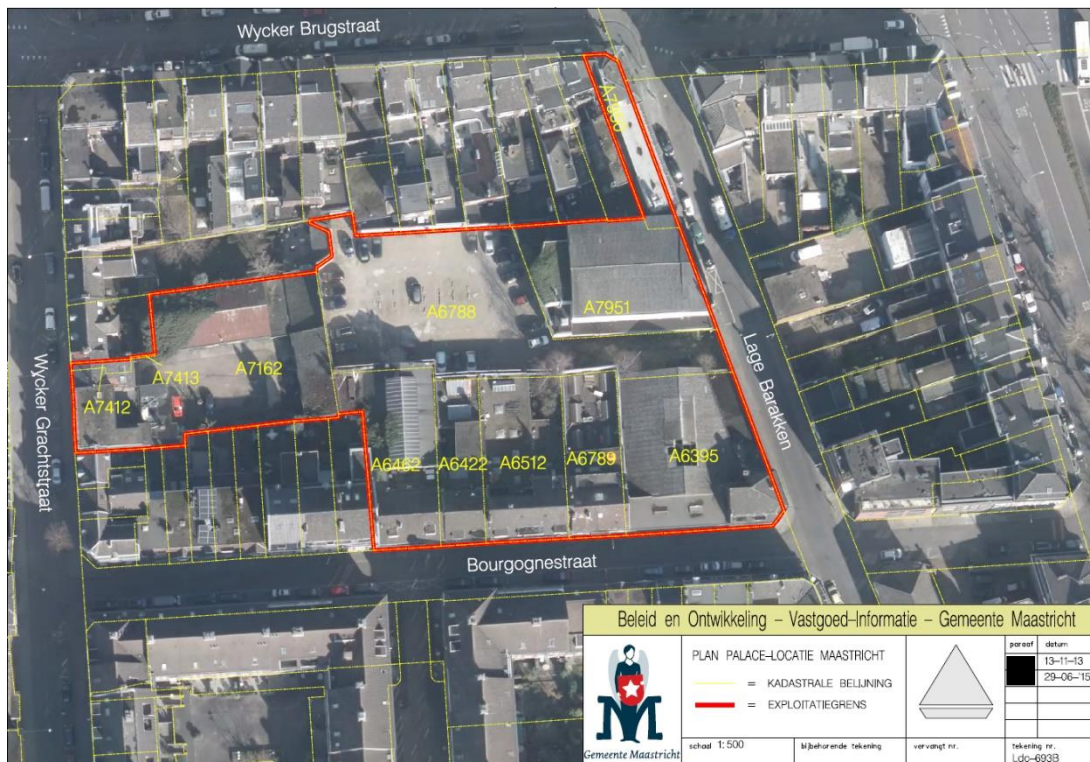 Wycker Brugstraat
A6788
A7951
Lage Barakken
Wycker Grachtstraat
A7412
A7413
A7162
A6462
A6422
A6512
A6789
A6395
Bourgognestraat
Beleid en Ontwikkeling – Vastgoed–Informatie – Gemeente Maastricht
PLAN PALACE–LOCATIE MAASTRICHT
= KADASTRALE BELIJNING
= EXPLOITATIEGRENS
Gemeente Maastricht
paraaf datum
13–11–13
29–06–'15
schaal 1:500
bijbehorende tekening
vervangt nr.
tekening nr.
Ldc–693B